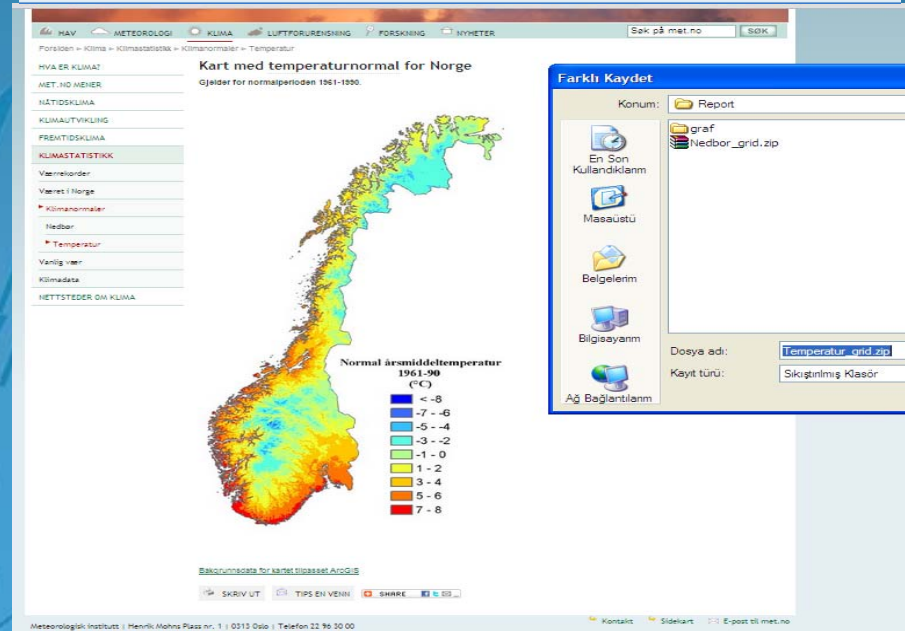 HAV METEOROLOGI KLIMA LUFTFORURENSNING FORSKNING NYHETER
Søk på met.no SØK
Forsiden » Klima » Klimastatistikk » Klimanormaler » Temperatur
HVA ER KLIMA?
MET.NO MENER
NÅTIDSKLIMA
KLIMAUTVIKLING
FREMTIDSKLIMA
KLIMASTATISTIKK
Værrekorder
Været i Norge
Klimanormaler
Nedbør
Temperatur
Vanlig vær
Klimadata
NETTSTEDER OM KLIMA
Kart med temperaturnormal for Norge
Gjelder for normalperioden 1961-1990.
Normal årsmiddeltemperatur
1961-90
(°C)
< -8
-7 - -6
-5 - -4
-3 - -2
-1 - 0
1 - 2
3 - 4
5 - 6
7 - 8
Bakgrunnsdata for kartet tilpasset ArcGIS
SKRIV UT TIPS EN VENN SHARE
Meteorologisk institutt | Henrik Mohns Plass nr. 1 | 0313 Oslo | Telefon 22 96 30 00
Kontakt Sidekart E-post til met.no
Farklı Kaydet
Konum: Report
graf
Nedbor_grid.zip
En Son
Kullandıklarım
Masaüstü
Belgelerim
Bilgisayarım
Ağ Bağlantılarım
Dosya adı: Temperatur_grid.zip
Kayıt türü: Sıkıştırılmış Klasör